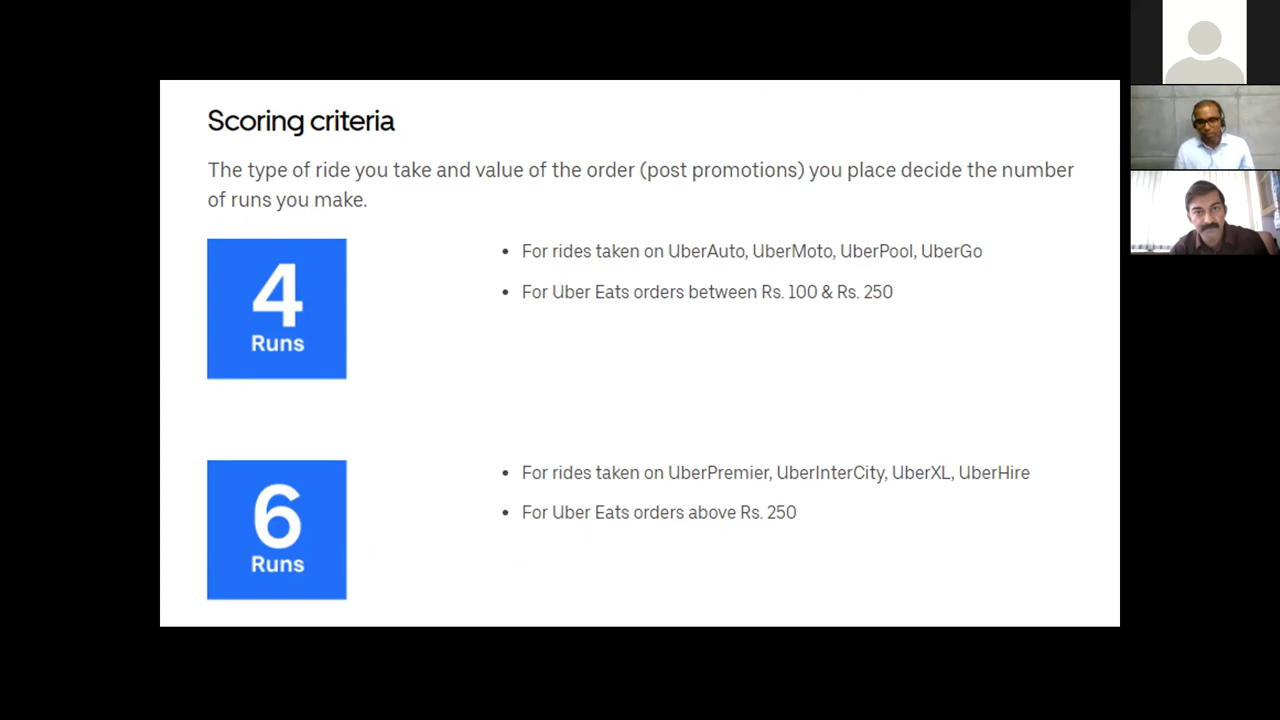 Scoring criteria
The type of ride you take and value of the order (post promotions) you place decide the number
of runs you make.
4
Runs
• For rides taken on UberAuto, UberMoto, UberPool, UberGo
• For Uber Eats orders between Rs. 100 & Rs. 250
6
Runs
• For rides taken on UberPremier, UberInterCity, UberXL, UberHire
• For Uber Eats orders above Rs. 250